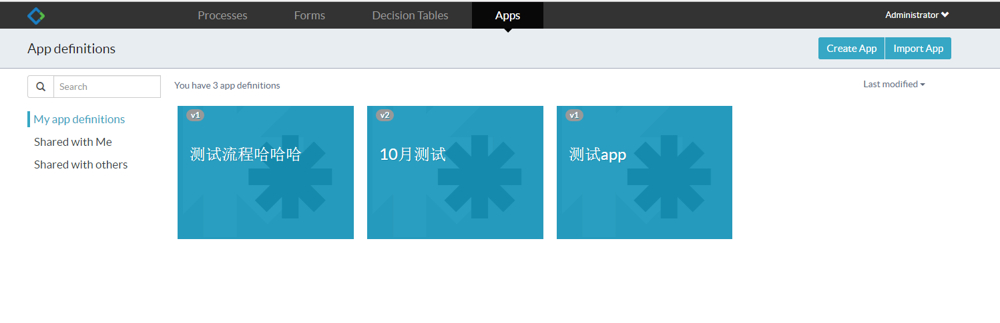 Processes Forms Decision Tables Apps Administrator
App definitions Create App Import App
Search You have 3 app definitions Last modified
My app definitions
Shared with Me
Shared with others
v1 v2 v1
测试流程哈哈哈 10月测试 测试app